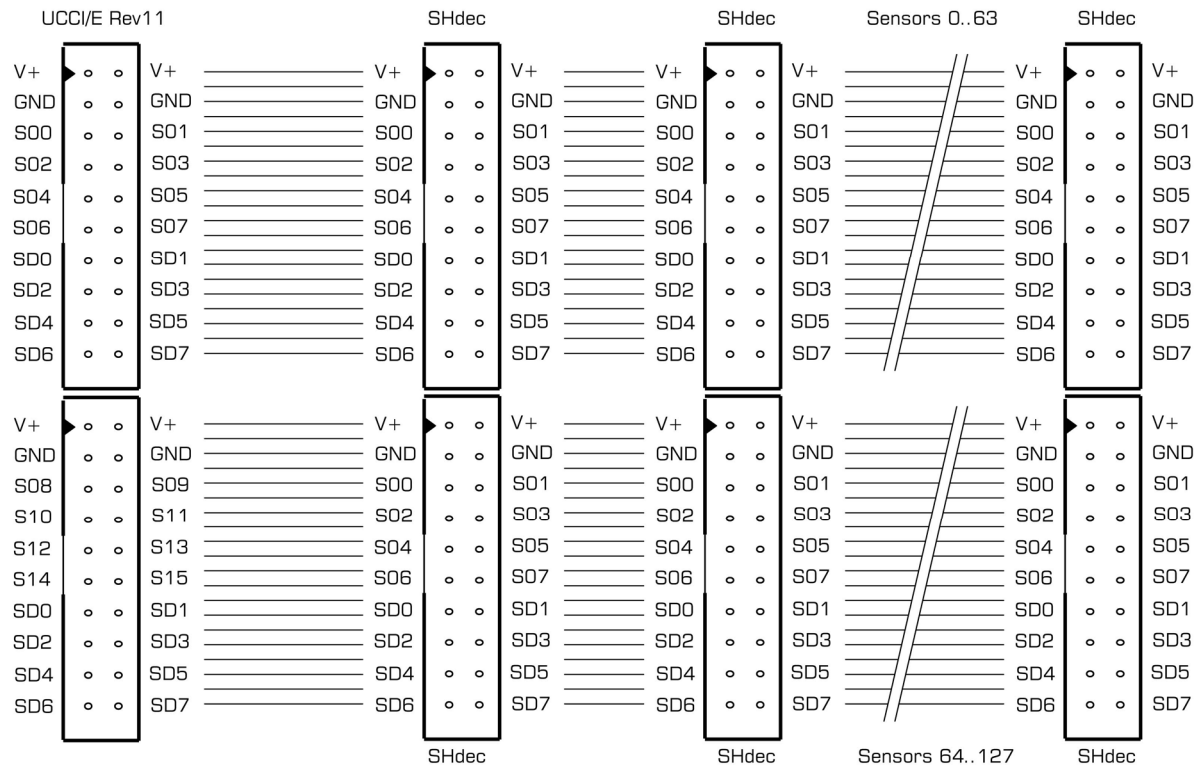 UCCI/E Rev11 SHdec SHdec Sensors 0..63 SHdec
V+ V+ V+ V+ V+ V+ V+ V+
GND GND GND GND GND GND GND GND
S00 S01 S00 S01 S00 S01 S00 S01
S02 S03 S02 S03 S02 S03 S02 S03
S04 S05 S04 S05 S04 S05 S04 S05
S06 S07 S06 S07 S06 S07 S06 S07
SD0 SD1 SD0 SD1 SD0 SD1 SD0 SD1
SD2 SD3 SD2 SD3 SD2 SD3 SD2 SD3
SD4 SD5 SD4 SD5 SD4 SD5 SD4 SD5
SD6 SD7 SD6 SD7 SD6 SD7 SD6 SD7
V+ V+ V+ V+ V+ V+ V+ V+
GND GND GND GND GND GND GND GND
S08 S09 S00 S01 S00 S01 S00 S01
S10 S11 S02 S03 S02 S03 S02 S03
S12 S13 S04 S05 S04 S05 S04 S05
S14 S15 S06 S07 S06 S07 S06 S07
SD0 SD1 SD0 SD1 SD0 SD1 SD0 SD1
SD2 SD3 SD2 SD3 SD2 SD3 SD2 SD3
SD4 SD5 SD4 SD5 SD4 SD5 SD4 SD5
SD6 SD7 SD6 SD7 SD6 SD7 SD6 SD7
SHdec SHdec Sensors 64..127 SHdec